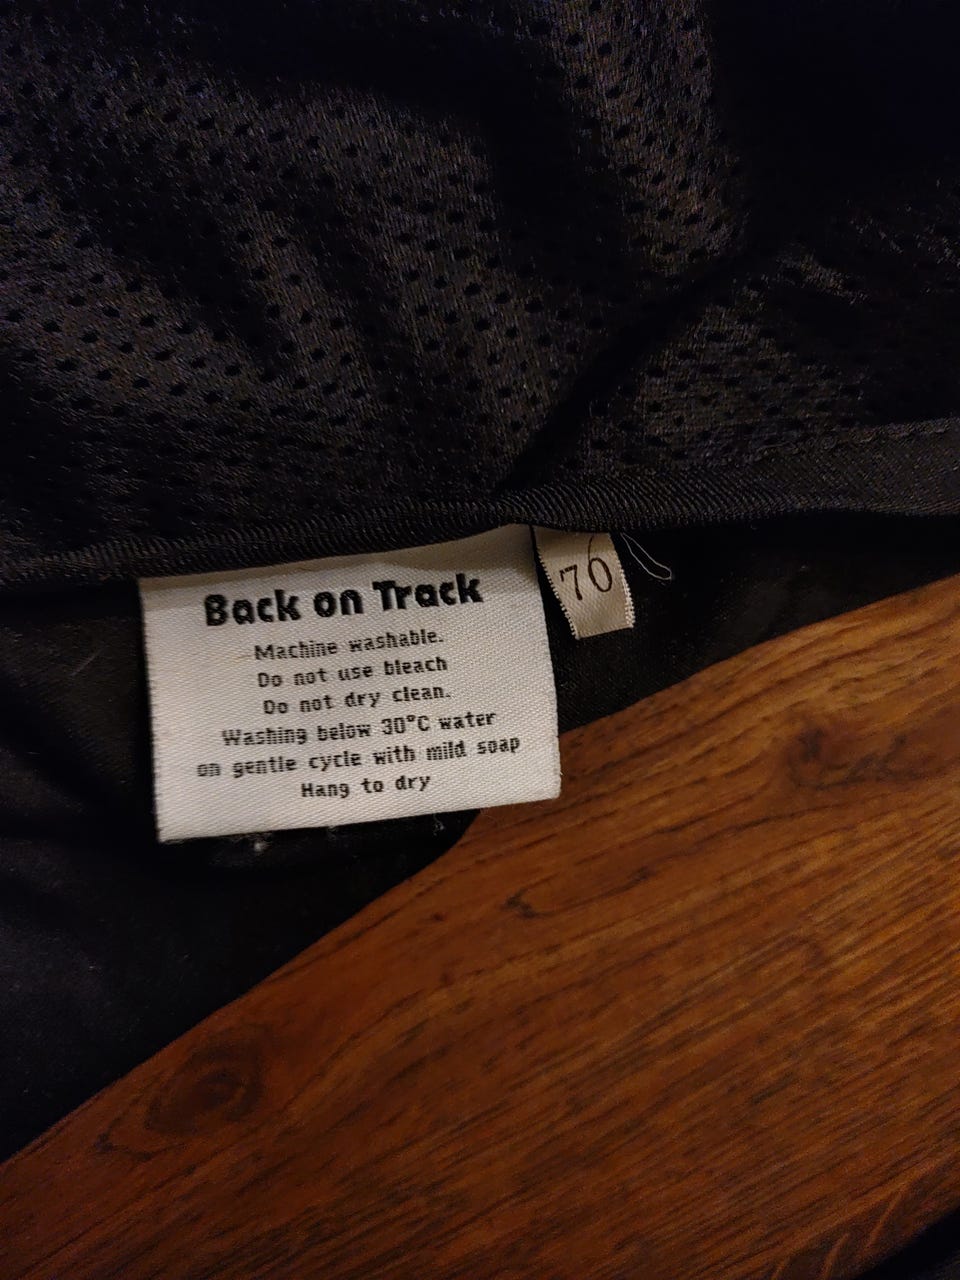 Back on Track
Machine washable.
Do not use bleach
Do not dry clean.
Washing below 30°C water
on gentle cycle with mild soap
Hang to dry
76